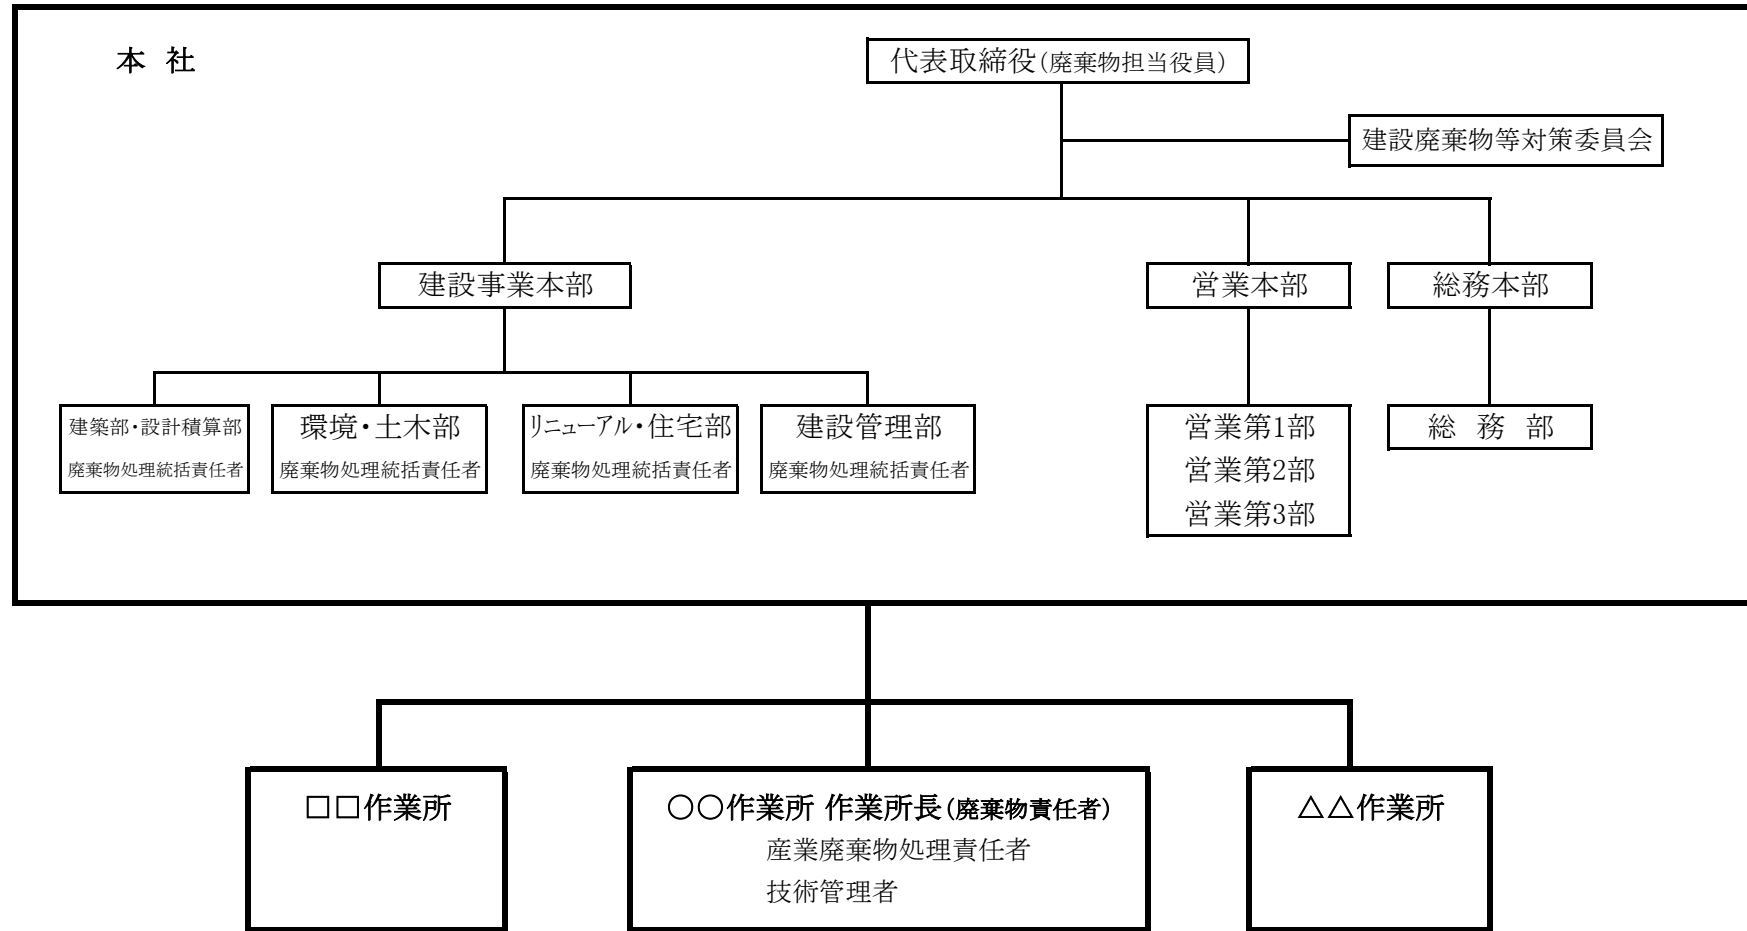 本 社
代表取締役(廃棄物担当役員)
建設廃棄物等対策委員会
建設事業本部
営業本部
総務本部
建築部・設計積算部
廃棄物処理統括責任者
環境・土木部
廃棄物処理統括責任者
リニューアル・住宅部
廃棄物処理統括責任者
建設管理部
廃棄物処理統括責任者
営業第1部
営業第2部
営業第3部
総 務 部
□□作業所
○○作業所 作業所長(廃棄物責任者)
産業廃棄物処理責任者
技術管理者
△△作業所